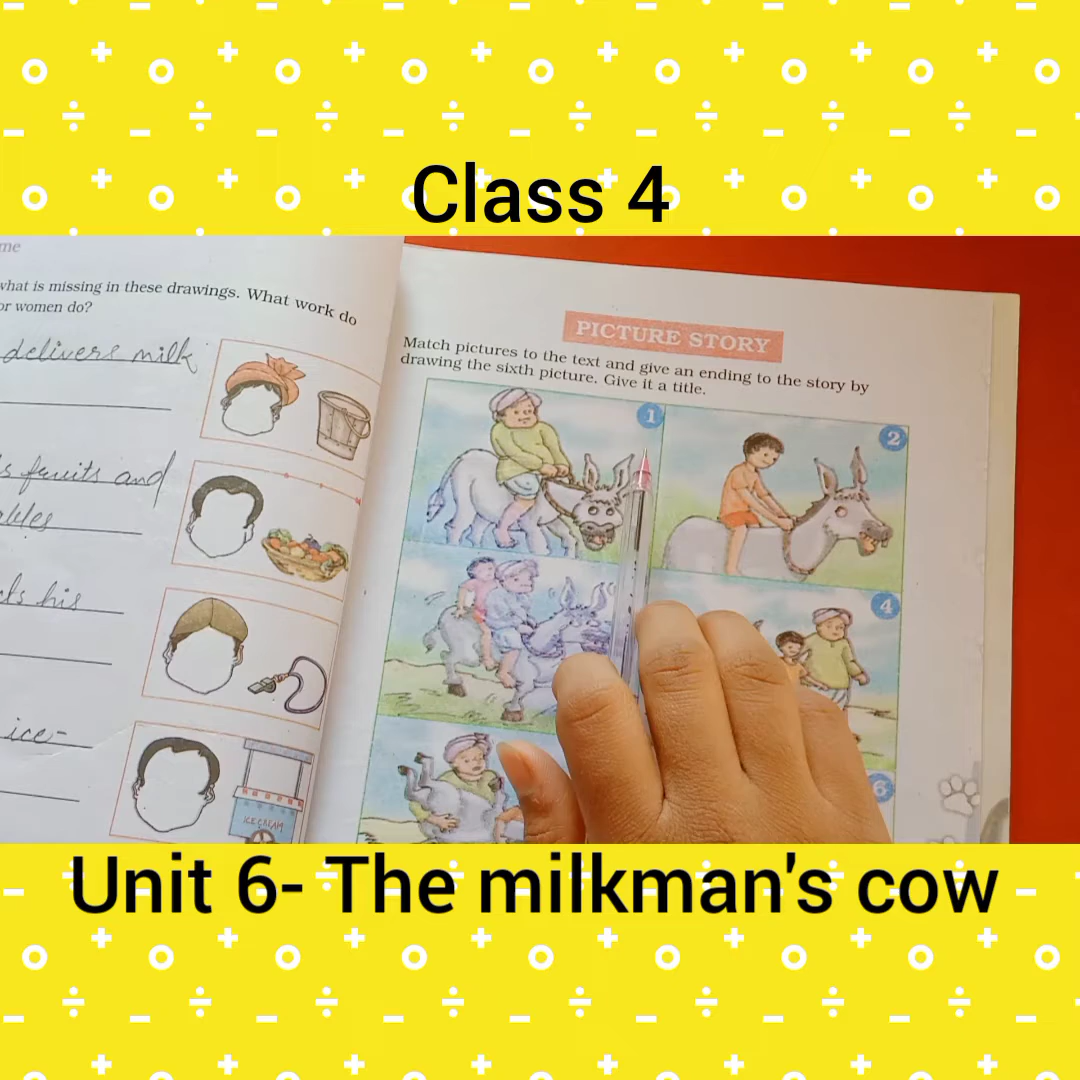 Class 4
me
what is missing in these drawings. What work do
or women do?
delivers milk
s fruits and
his
ice-
ICE CREAM
PICTURE STORY
Match pictures to the text and give an ending to the story by
drawing the sixth picture. Give it a title.
1
2
4
6
Unit 6- The milkman's cow